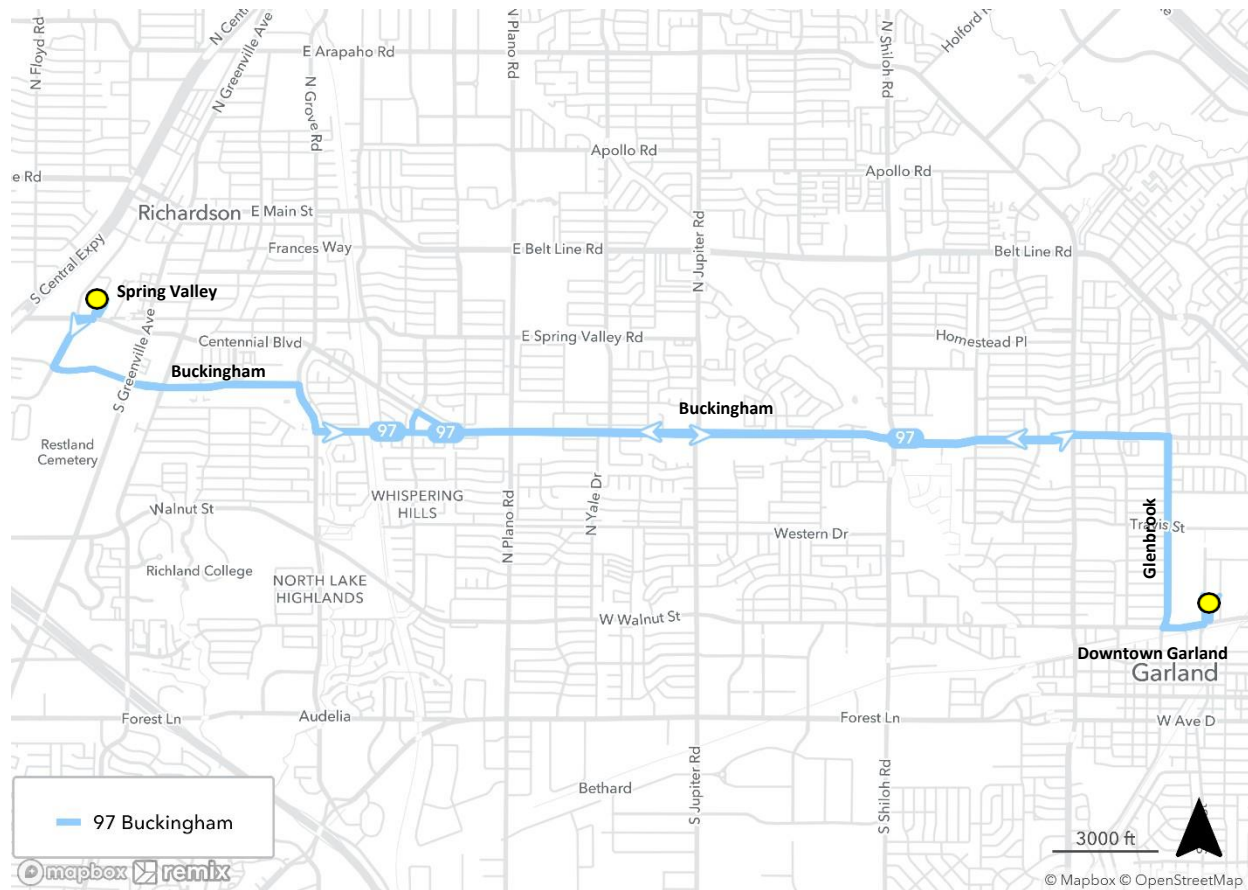 N Floyd Rd
N Greenville Ave
E Arapaho Rd
N Grove Rd
N Plano Rd
N Shiloh Rd
Apollo Rd
Apollo Rd
e Rd
Richardson
E Main St
N Jupiter Rd
Frances Way
E Belt Line Rd
Belt Line Rd
S Central Expy
Spring Valley
S Greenville Ave
Centennial Blvd
E Spring Valley Rd
Homestead Pl
Buckingham
Buckingham
97
97
97
Restland
Cemetery
WHISPERING
HILLS
N Plano Rd
N Yale Dr
Walnut St
Western Dr
Travis St
Glenbrook
Richland College
NORTH LAKE
HIGHLANDS
W Walnut St
Downtown Garland
Garland
Forest Ln
Audelia
Forest Ln
W Ave D
S Jupiter Rd
S Shiloh Rd
Bethard
97 Buckingham
3000 ft
mapbox remix
© Mapbox © OpenStreetMap